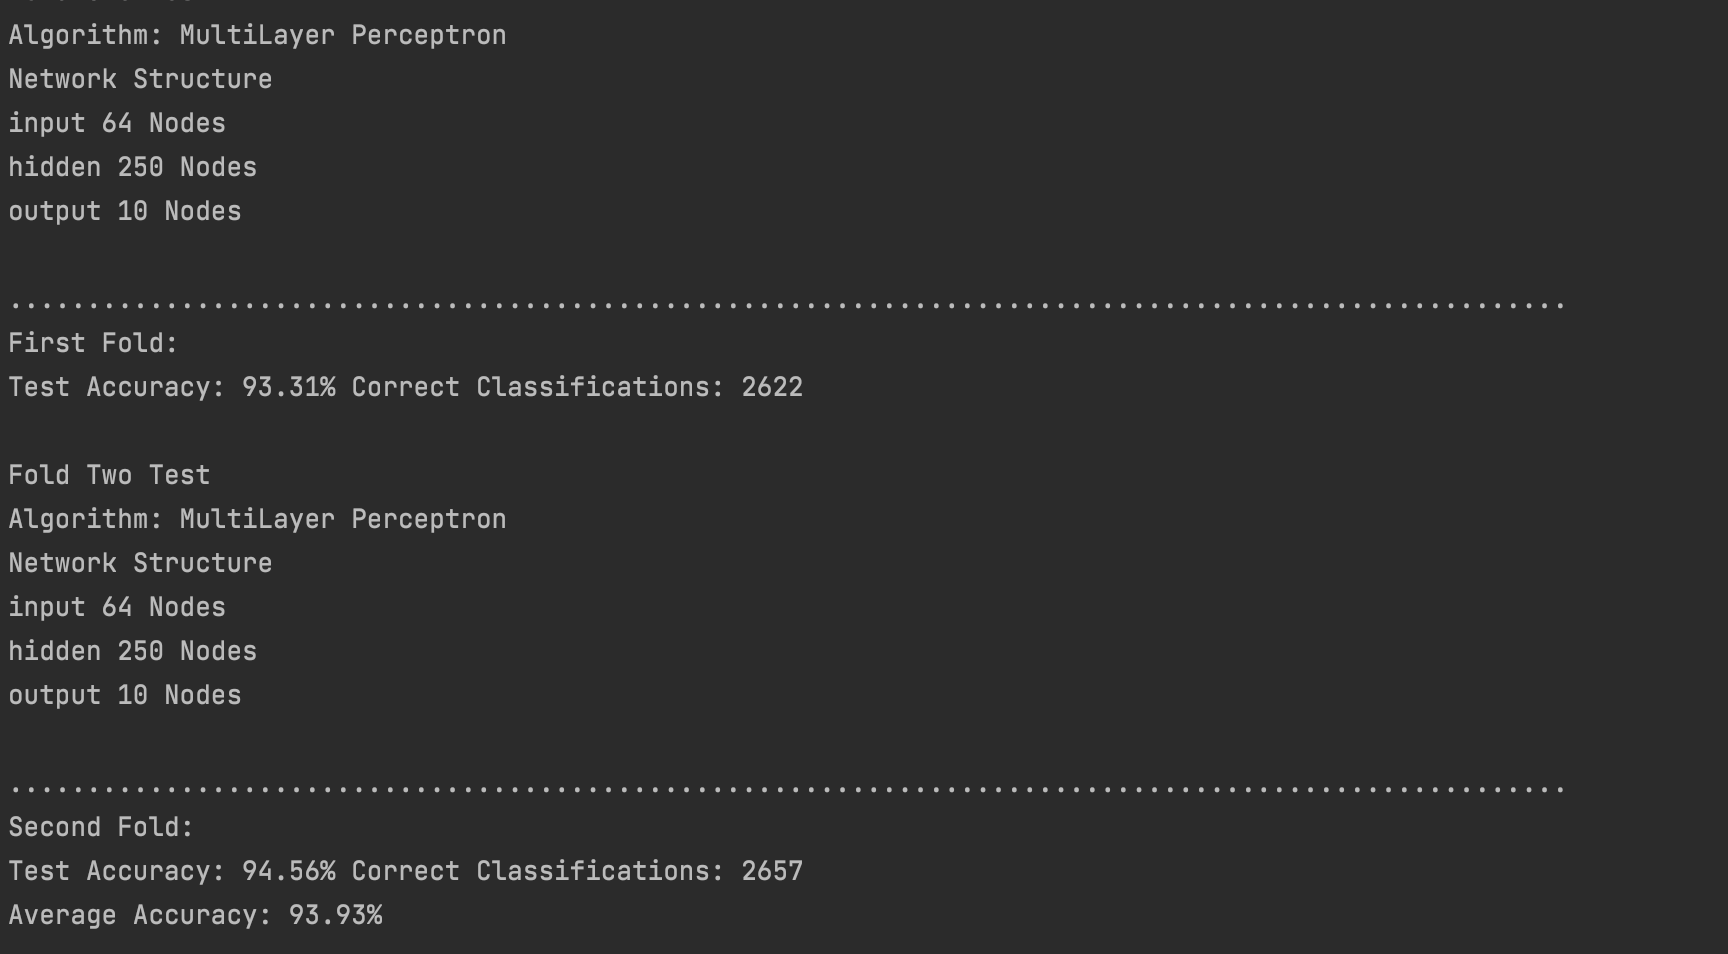 Algorithm: MultiLayer Perceptron
Network Structure
input 64 Nodes
hidden 250 Nodes
output 10 Nodes
....................................................................................................
First Fold:
Test Accuracy: 93.31% Correct Classifications: 2622
Fold Two Test
Algorithm: MultiLayer Perceptron
Network Structure
input 64 Nodes
hidden 250 Nodes
output 10 Nodes
....................................................................................................
Second Fold:
Test Accuracy: 94.56% Correct Classifications: 2657
Average Accuracy: 93.93%